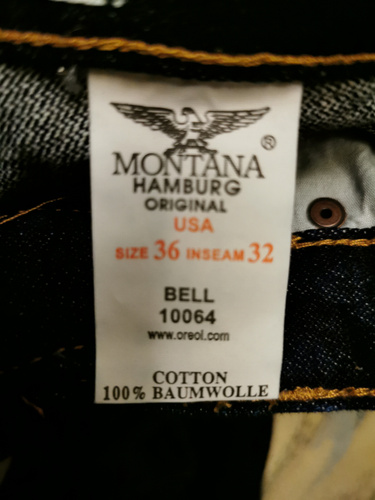 MONTANA ®
HAMBURG
ORIGINAL
USA
SIZE 36 INSEAM 32
BELL
10064
www.oreol.com
COTTON
100% BAUMWOLLE